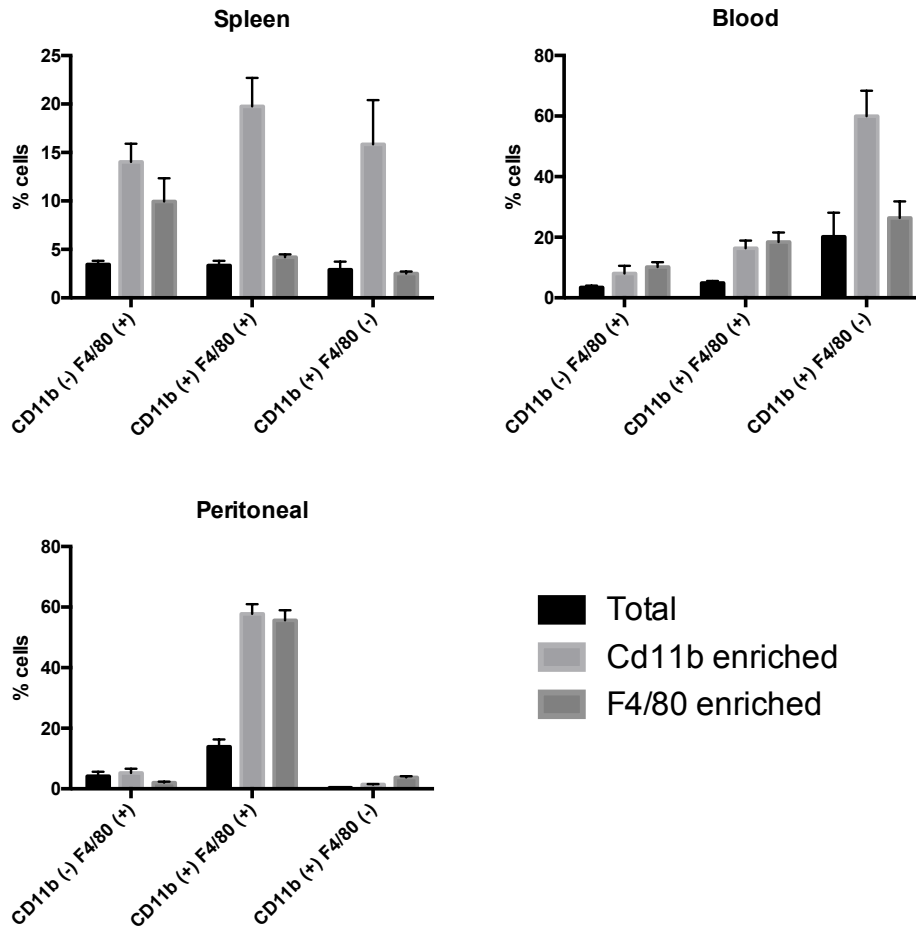 Spleen
25
20
15
10
5
0
% cells
CD11b (-) F4/80 (+)
CD11b (+) F4/80 (+)
CD11b (+) F4/80 (-)
Blood
80
60
40
20
0
% cells
CD11b (-) F4/80 (+)
CD11b (+) F4/80 (+)
CD11b (+) F4/80 (-)
Peritoneal
80
60
40
20
0
% cells
CD11b (-) F4/80 (+)
CD11b (+) F4/80 (+)
CD11b (+) F4/80 (-)
Total
Cd11b enriched
F4/80 enriched